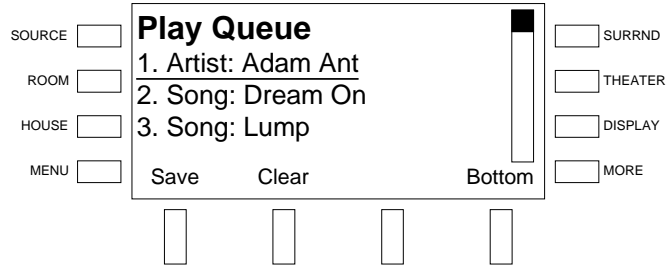 Play Queue
1. Artist: Adam Ant
2. Song: Dream On
3. Song: Lump
Save Clear Bottom
SOURCE
ROOM
HOUSE
MENU
SURRND
THEATER
DISPLAY
MORE